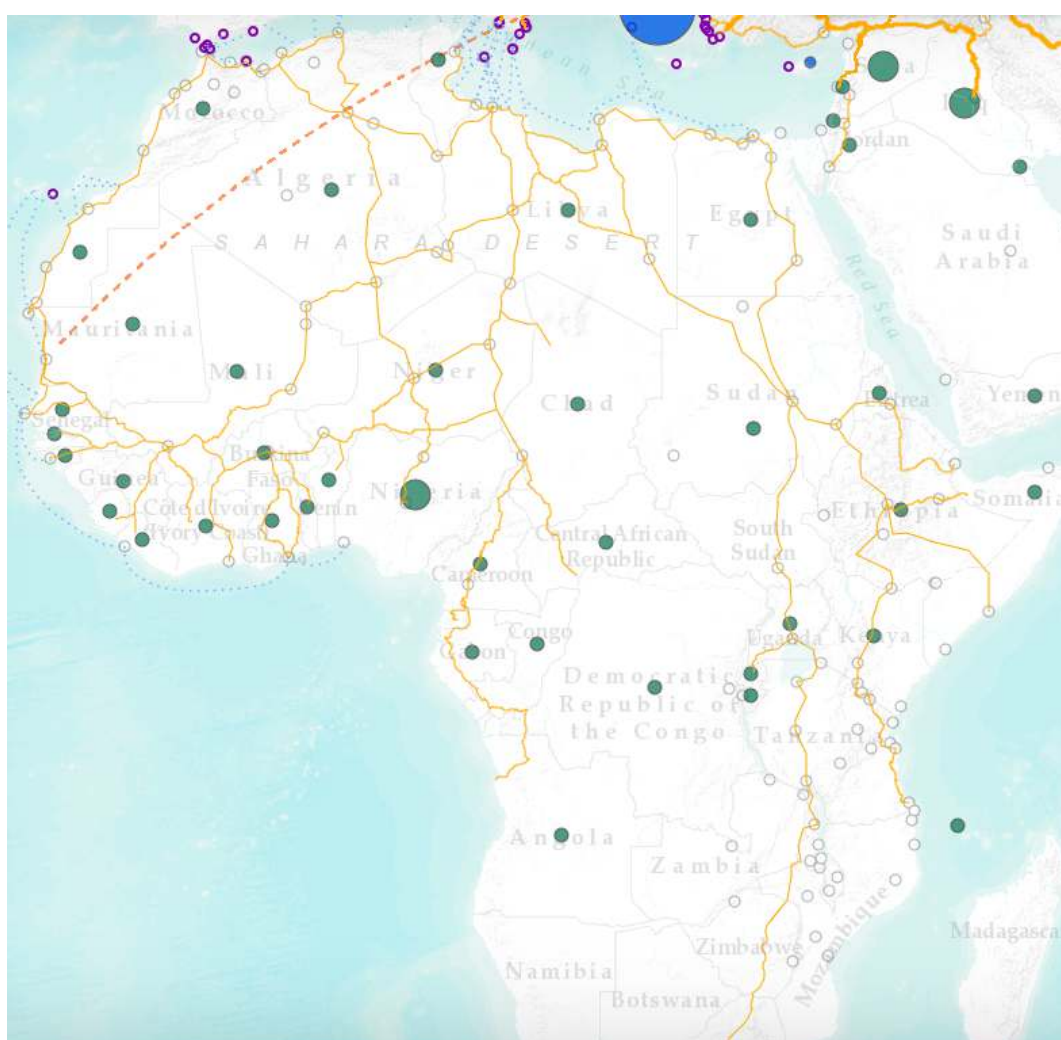 Sea
Morocco
Jordan
Algeria
Libya
Egypt
Saudi
Arabia
SAHARA DESERT
Red Sea
Mauritania
Mali
Niger
Chad
Sudan
Eritrea
Yemen
Senegal
Burkina
Faso
Guinea
Nigeria
Benin
Côte d'Ivoire
(Ivory Coast)
Ghana
Ethiopia
Somalia
South
Sudan
Central African
Republic
Cameroon
Congo
Gabon
Uganda
Kenya
Democratic
Republic of
the Congo
Tanzania
Angola
Zambia
Mozambique
Zimbabwe
Madagasca
Namibia
Botswana